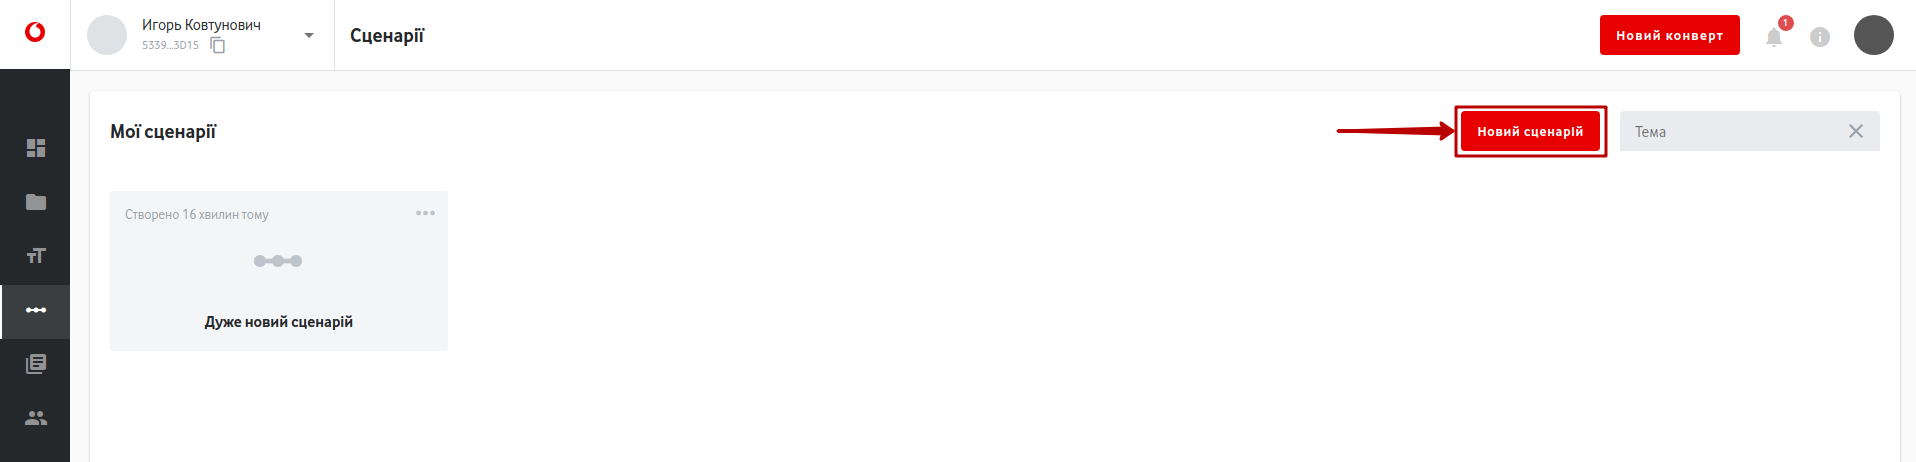 Игорь Ковтунович
5339...3D15
Сценарії
Новий конверт
1
Мої сценарії
Новий сценарій
Тема
Створено 16 хвилин тому
Дуже новий сценарій